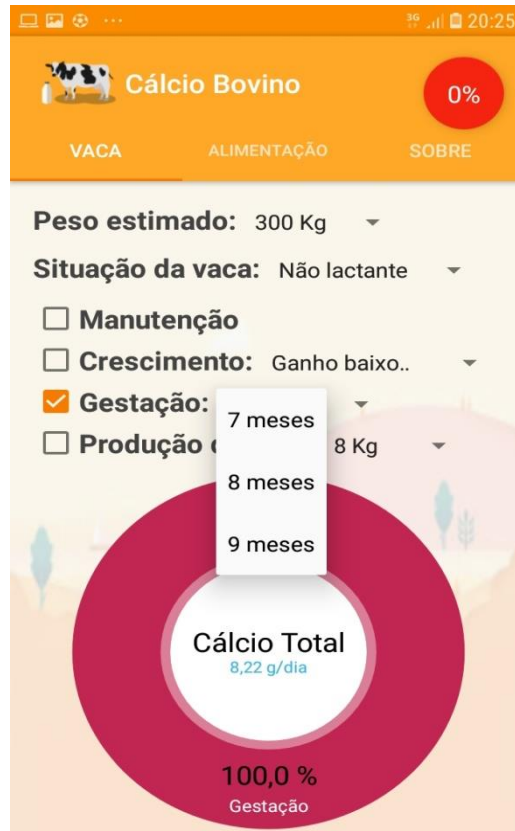 3G 20:25
Cálcio Bovino
0%
VACA ALIMENTAÇÃO SOBRE
Peso estimado: 300 Kg
Situação da vaca: Não lactante
Manutenção
Crescimento: Ganho baixo..
Gestação:
7 meses
Produção 8 Kg
8 meses
9 meses
Cálcio Total
8,22 g/dia
100,0 %
Gestação